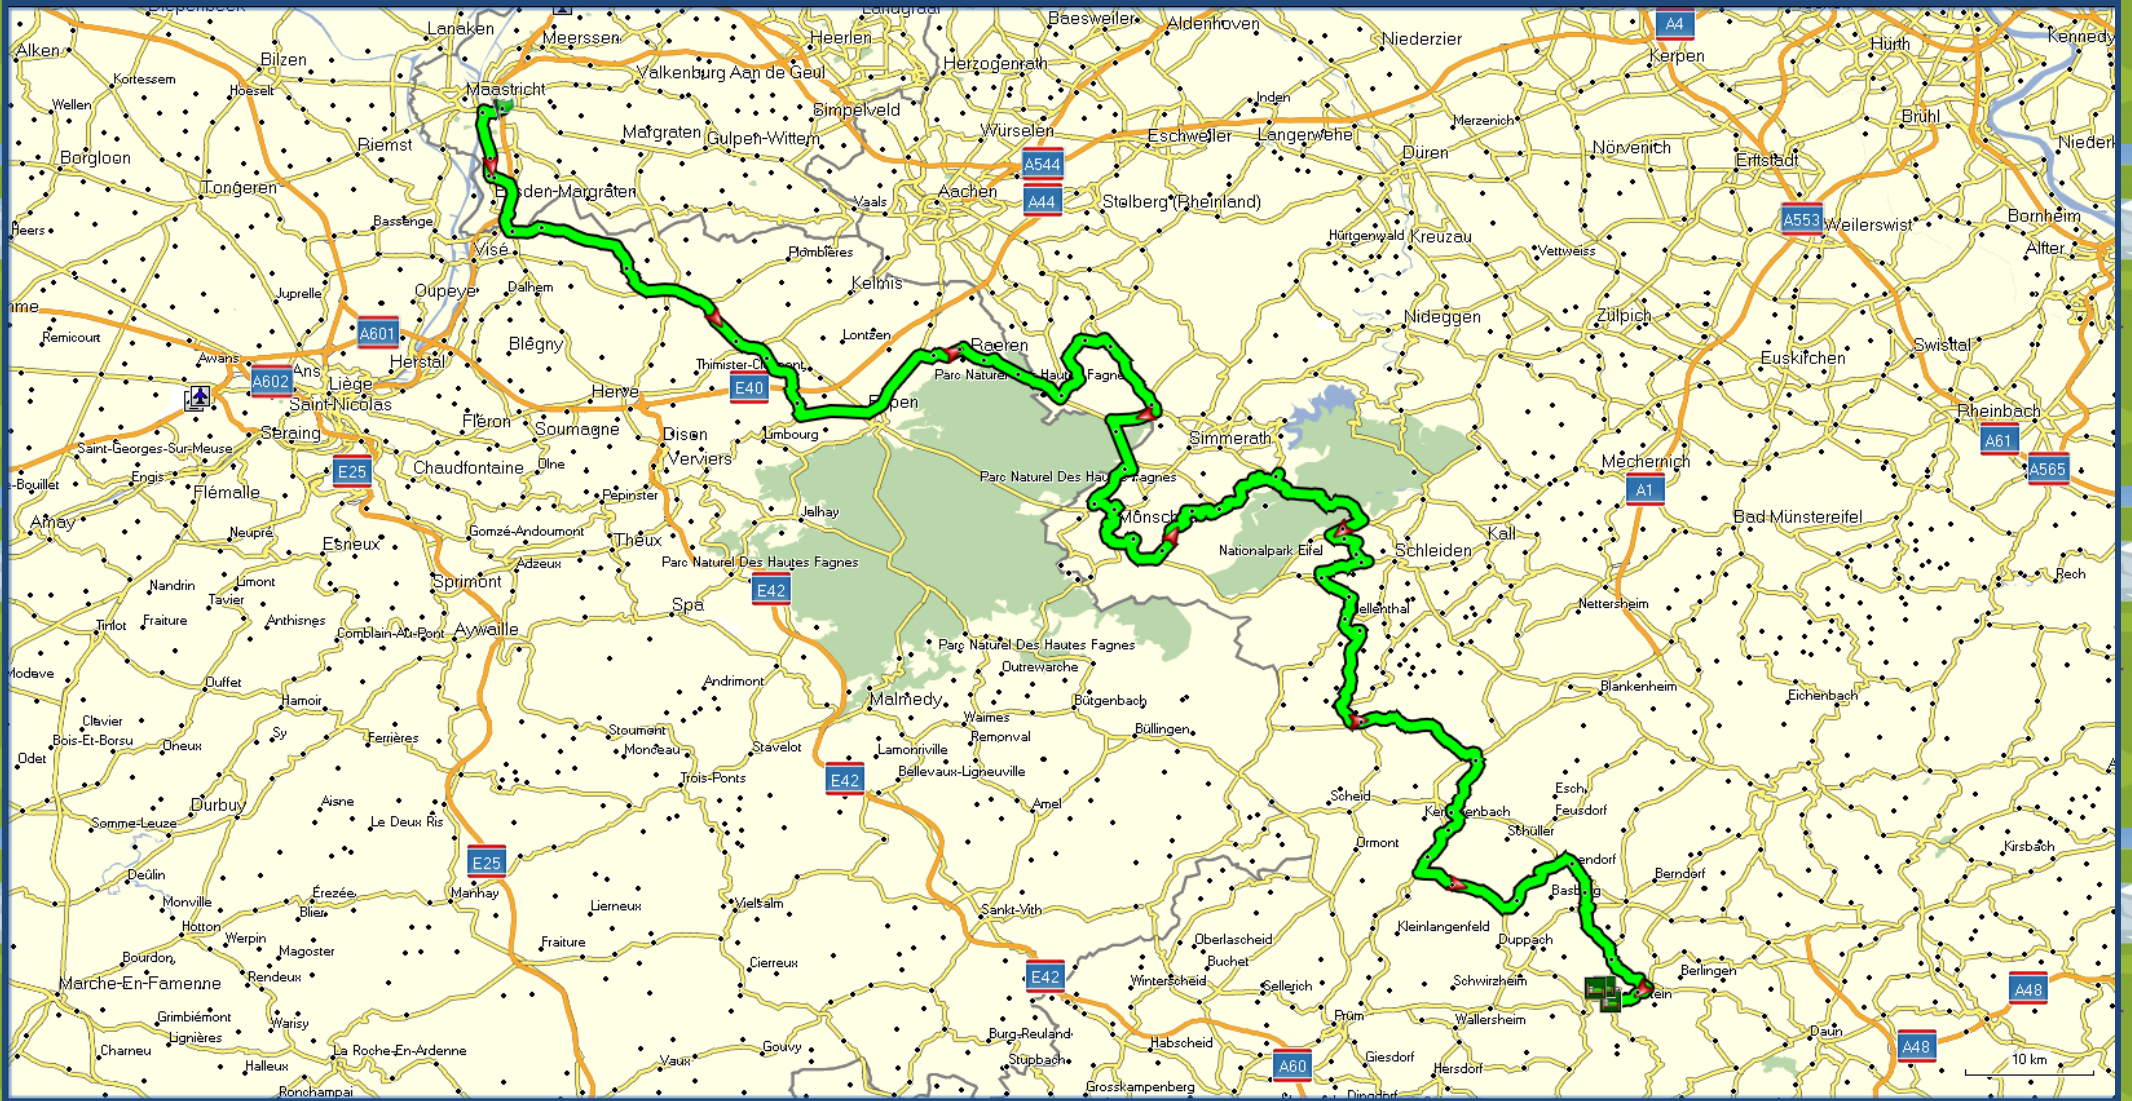 Diepenbeek
Landgraaf
Lanaken
Meerssen
Heerlen
Baesweiler
Aldenhoven
Niederzier
A4
Kerpen
Hürth
Kennedy
Alken
Bilzen
Kortessem
Hoeselt
Maastricht
Valkenburg Aan de Geul
Herzogenrath
Simpelveld
Inden
Merzenich
Brühl
Wellen
Riemst
Margraten
Gulpen-Wittem
Würselen
Eschweiler
Langerwehe
Düren
Nörvenich
Erftstadt
Borgloon
Tongeren
A544
Aachen
A44
Vaals
Stolberg (Rheinland)
Bassenge
Heers
Visé
Plombières
Hürtgenwald
Kreuzau
Vettweiss
A553
Weilerswist
Bornheim
Alfter
Juprelle
Oupeye
Dalhem
Kelmis
Nideggen
Zülpich
Remicourt
A601
Blégny
Lontzen
Raeren
Swisttal
Euskirchen
Awans
Ans
Herstal
A602
Liège
Saint-Nicolas
Herve
E40
Limbourg
Rheinbach
Seraing
Fléron
Soumagne
Dison
Simmerath
A61
Saint-Georges-Sur-Meuse
Engis
E25
Chaudfontaine
Olne
Verviers
Parc Naturel Des Hautes Fagnes
Mechernich
A565
Flémalle
Pepinster
A1
Amay
Neupré
Esneux
Gomzé-Andoumont
Theux
Jalhay
Kall
Bad Münstereifel
Adzeux
Parc Naturel Des Hautes Fagnes
Nationalpark Eifel
Schleiden
Nandrin
Limont
Sprimont
E42
Rech
Tavier
Spa
Nettersheim
Tinlot
Fraiture
Anthisnes
Comblain-Au-Pont
Aywaille
Parc Naturel Des Hautes Fagnes
Outrewarche
Ouffet
Hamoir
Andrimont
Malmedy
Bütgenbach
Blankenheim
Eichenbach
Clavier
Bois-Et-Borsu
Oneux
Sy
Ferrières
Stoumont
Monceau
Stavelot
Waimes
Remonval
Büllingen
Odet
Lamonriville
Bellevaux-Ligneuville
Trois-Ponts
E42
Durbuy
Aisne
Le Deux Ris
Somme-Leuze
Amel
Scheid
Esch
Feusdorf
Schüller
Ormont
Kirsbach
E25
Deûlin
Monville
Érezée
Blier
Manhay
Lierneux
Vielsalm
Sankt-Vith
Berndorf
Hotton
Werpin
Magoster
Fraiture
Kleinlangenfeld
Duppach
Bourdon
Rendeux
Cierreux
Oberlascheid
Buchet
Marche-En-Famenne
E42
Winterscheid
Sellerich
Schwirzheim
Berlingen
A48
Grimbiémont
Lignières
Warisy
Prüm
Wallersheim
Daun
A48
Charneu
La Roche-En-Ardenne
Halleux
Ronchampai
Vaux
Gouvy
Burg-Reuland
Stupbach
Habscheid
Grosskampenberg
A60
Giesdorf
Hersdorf
Dingdorf
10 km